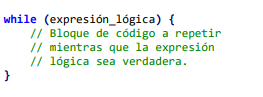 while (expresión_lógica) {
// Bloque de código a repetir
// mientras que la expresión
// lógica sea verdadera.
}